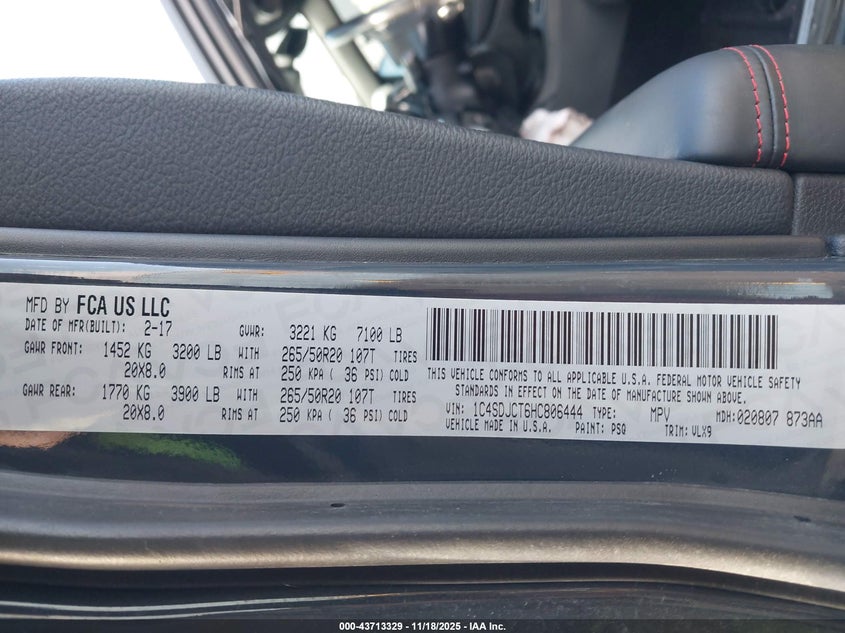 MFD BY FCA US LLC
DATE OF MFR(BUILT): 2-17 GVWR: 3221 KG 7100 LB
GAWR FRONT: 1452 KG 3200 LB WITH 265/50R20 107T TIRES
20X8.0 RIMS AT 250 KPA ( 36 PSI) COLD
GAWR REAR: 1770 KG 3900 LB WITH 265/50R20 107T TIRES
20X8.0 RIMS AT 250 KPA ( 36 PSI) COLD
THIS VEHICLE CONFORMS TO ALL APPLICABLE U.S.A. FEDERAL MOTOR VEHICLE SAFETY
STANDARDS IN EFFECT ON THE DATE OF MANUFACTURE SHOWN ABOVE.
VIN: 1C4SDJCT6HC806444 TYPE: MPV MDH: 020807 873AA
VEHICLE MADE IN U.S.A. PAINT: PSQ TRIM: VLX9
000-43713329 - 11/18/2025 - IAA Inc.